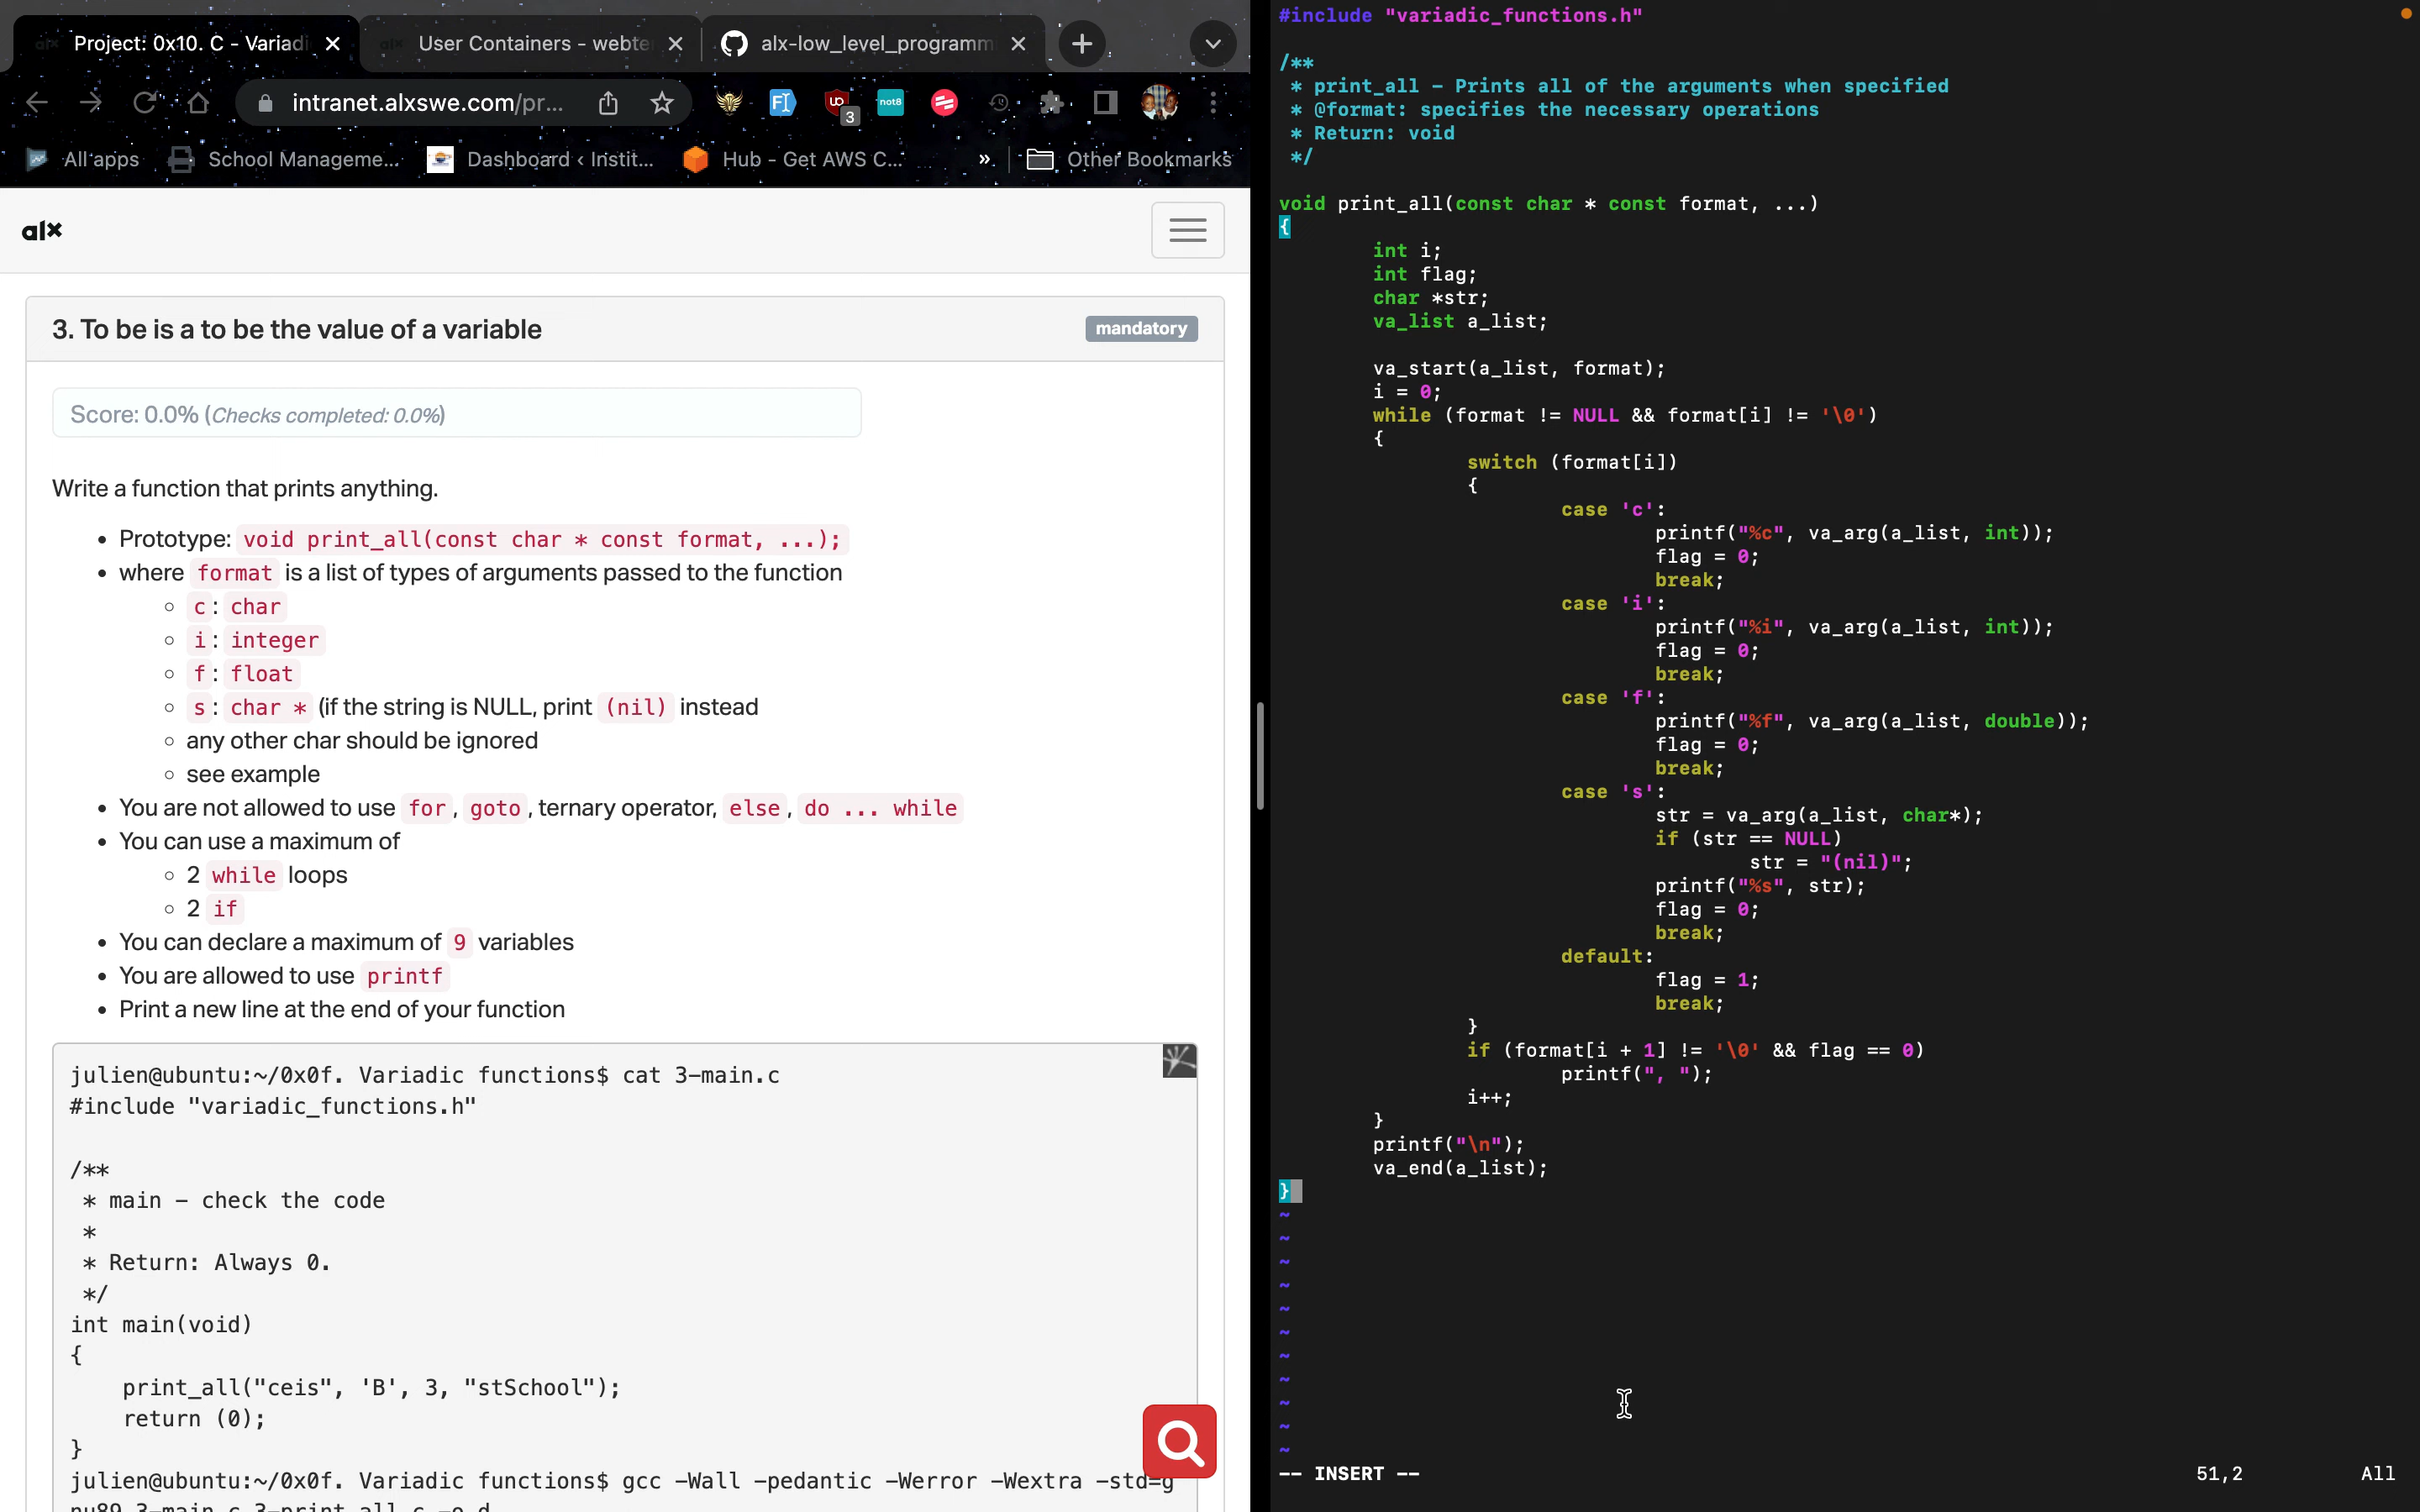 Project: 0x10. C - Variadi
User Containers - webte
alx-low_level_programm
intranet.alxswe.com/pr...
3
not8
All apps
School Manageme...
Dashboard ‹ Instit...
Hub - Get AWS C...
»
Other Bookmarks
alx
3. To be is a to be the value of a variable
mandatory
Score: 0.0% (Checks completed: 0.0%)
Write a function that prints anything.
Prototype: void print_all(const char * const format, ...);
where format is a list of types of arguments passed to the function
c : char
i : integer
f : float
s : char * (if the string is NULL, print (nil) instead
any other char should be ignored
see example
You are not allowed to use for, goto, ternary operator, else, do ... while
You can use a maximum of
2 while loops
2 if
You can declare a maximum of 9 variables
You are allowed to use printf
Print a new line at the end of your function
julien@ubuntu:~/0x0f. Variadic functions$ cat 3-main.c
#include "variadic_functions.h"
/**
* main - check the code
*
* Return: Always 0.
*/
int main(void)
{
print_all("ceis", 'B', 3, "stSchool");
return (0);
}
julien@ubuntu:~/0x0f. Variadic functions$ gcc -Wall -pedantic -Werror -Wextra -std=g
nu89 3-main.c 3-print_all.c -o d
#include "variadic_functions.h"
/**
* print_all - Prints all of the arguments when specified
* @format: specifies the necessary operations
* Return: void
*/
void print_all(const char * const format, ...)
{
int i;
int flag;
char *str;
va_list a_list;
va_start(a_list, format);
i = 0;
while (format != NULL && format[i] != '\0')
{
switch (format[i])
{
case 'c':
printf("%c", va_arg(a_list, int));
flag = 0;
break;
case 'i':
printf("%i", va_arg(a_list, int));
flag = 0;
break;
case 'f':
printf("%f", va_arg(a_list, double));
flag = 0;
break;
case 's':
str = va_arg(a_list, char*);
if (str == NULL)
str = "(nil)";
printf("%s", str);
flag = 0;
break;
default:
flag = 1;
break;
}
if (format[i + 1] != '\0' && flag == 0)
printf(", ");
i++;
}
printf("\n");
va_end(a_list);
}
~
~
~
~
~
~
~
~
~
~
~
-- INSERT --
51,2
All